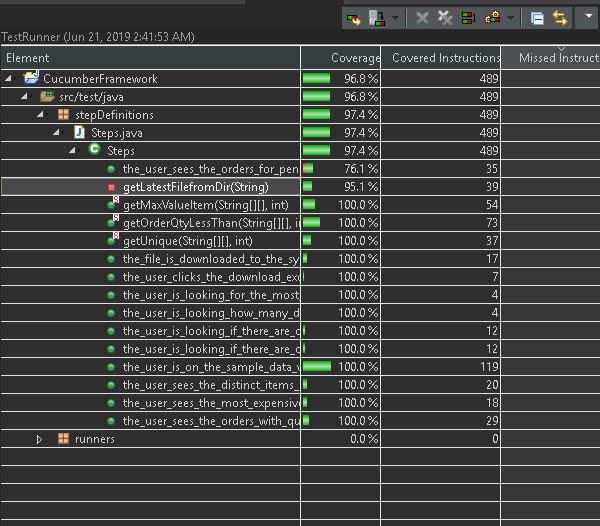 TestRunner (Jun 21, 2019 2:41:53 AM)
Element Coverage Covered Instructions Missed Instruct
CucumberFramework 96.8 % 489
src/test/java 96.8 % 489
stepDefinitions 97.4 % 489
Steps.java 97.4 % 489
Steps 97.4 % 489
the_user_sees_the_orders_for_pen 76.1 % 35
getLatestFilefromDir(String) 95.1 % 39
getMaxValueItem(String[][], int) 100.0 % 54
getOrderQtyLessThan(String[][], in 100.0 % 73
getUnique(String[][], int) 100.0 % 37
the_file_is_downloaded_to_the_sy 100.0 % 17
the_user_clicks_the_download_exc 100.0 % 7
the_user_is_looking_for_the_most_ 100.0 % 4
the_user_is_looking_how_many_d 100.0 % 4
the_user_is_looking_if_there_are_c 100.0 % 12
the_user_is_looking_if_there_are_c 100.0 % 12
the_user_is_on_the_sample_data_v 100.0 % 119
the_user_sees_the_distinct_items_ 100.0 % 20
the_user_sees_the_most_expensive 100.0 % 18
the_user_sees_the_orders_with_qu 100.0 % 29
runners 0.0 % 0